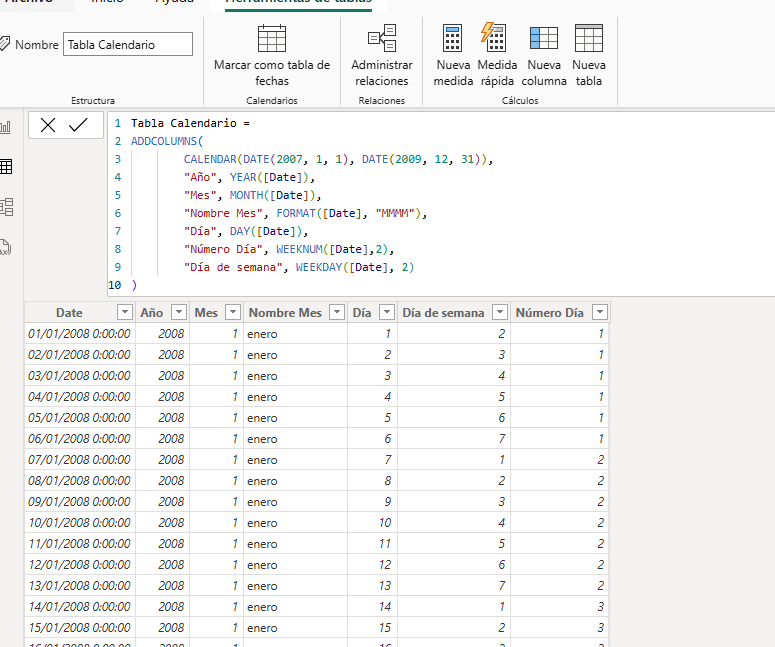 Archivo Inicio Ayuda Herramientas de tablas
Nombre Tabla Calendario
Marcar como tabla de
fechas
Administrar
relaciones
Nueva
medida
Medida
rápida
Nueva
columna
Nueva
tabla
Estructura Calendarios Relaciones Cálculos
1 Tabla Calendario =
2 ADDCOLUMNS(
3 CALENDAR(DATE(2007, 1, 1), DATE(2009, 12, 31)),
4 "Año", YEAR([Date]),
5 "Mes", MONTH([Date]),
6 "Nombre Mes", FORMAT([Date], "MMMM"),
7 "Día", DAY([Date]),
8 "Número Día", WEEKNUM([Date],2),
9 "Día de semana", WEEKDAY([Date], 2)
10 )
Date Año Mes Nombre Mes Día Día de semana Número Día
01/01/2008 0:00:00 2008 1 enero 1 2 1
02/01/2008 0:00:00 2008 1 enero 2 3 1
03/01/2008 0:00:00 2008 1 enero 3 4 1
04/01/2008 0:00:00 2008 1 enero 4 5 1
05/01/2008 0:00:00 2008 1 enero 5 6 1
06/01/2008 0:00:00 2008 1 enero 6 7 1
07/01/2008 0:00:00 2008 1 enero 7 1 2
08/01/2008 0:00:00 2008 1 enero 8 2 2
09/01/2008 0:00:00 2008 1 enero 9 3 2
10/01/2008 0:00:00 2008 1 enero 10 4 2
11/01/2008 0:00:00 2008 1 enero 11 5 2
12/01/2008 0:00:00 2008 1 enero 12 6 2
13/01/2008 0:00:00 2008 1 enero 13 7 2
14/01/2008 0:00:00 2008 1 enero 14 1 3
15/01/2008 0:00:00 2008 1 enero 15 2 3